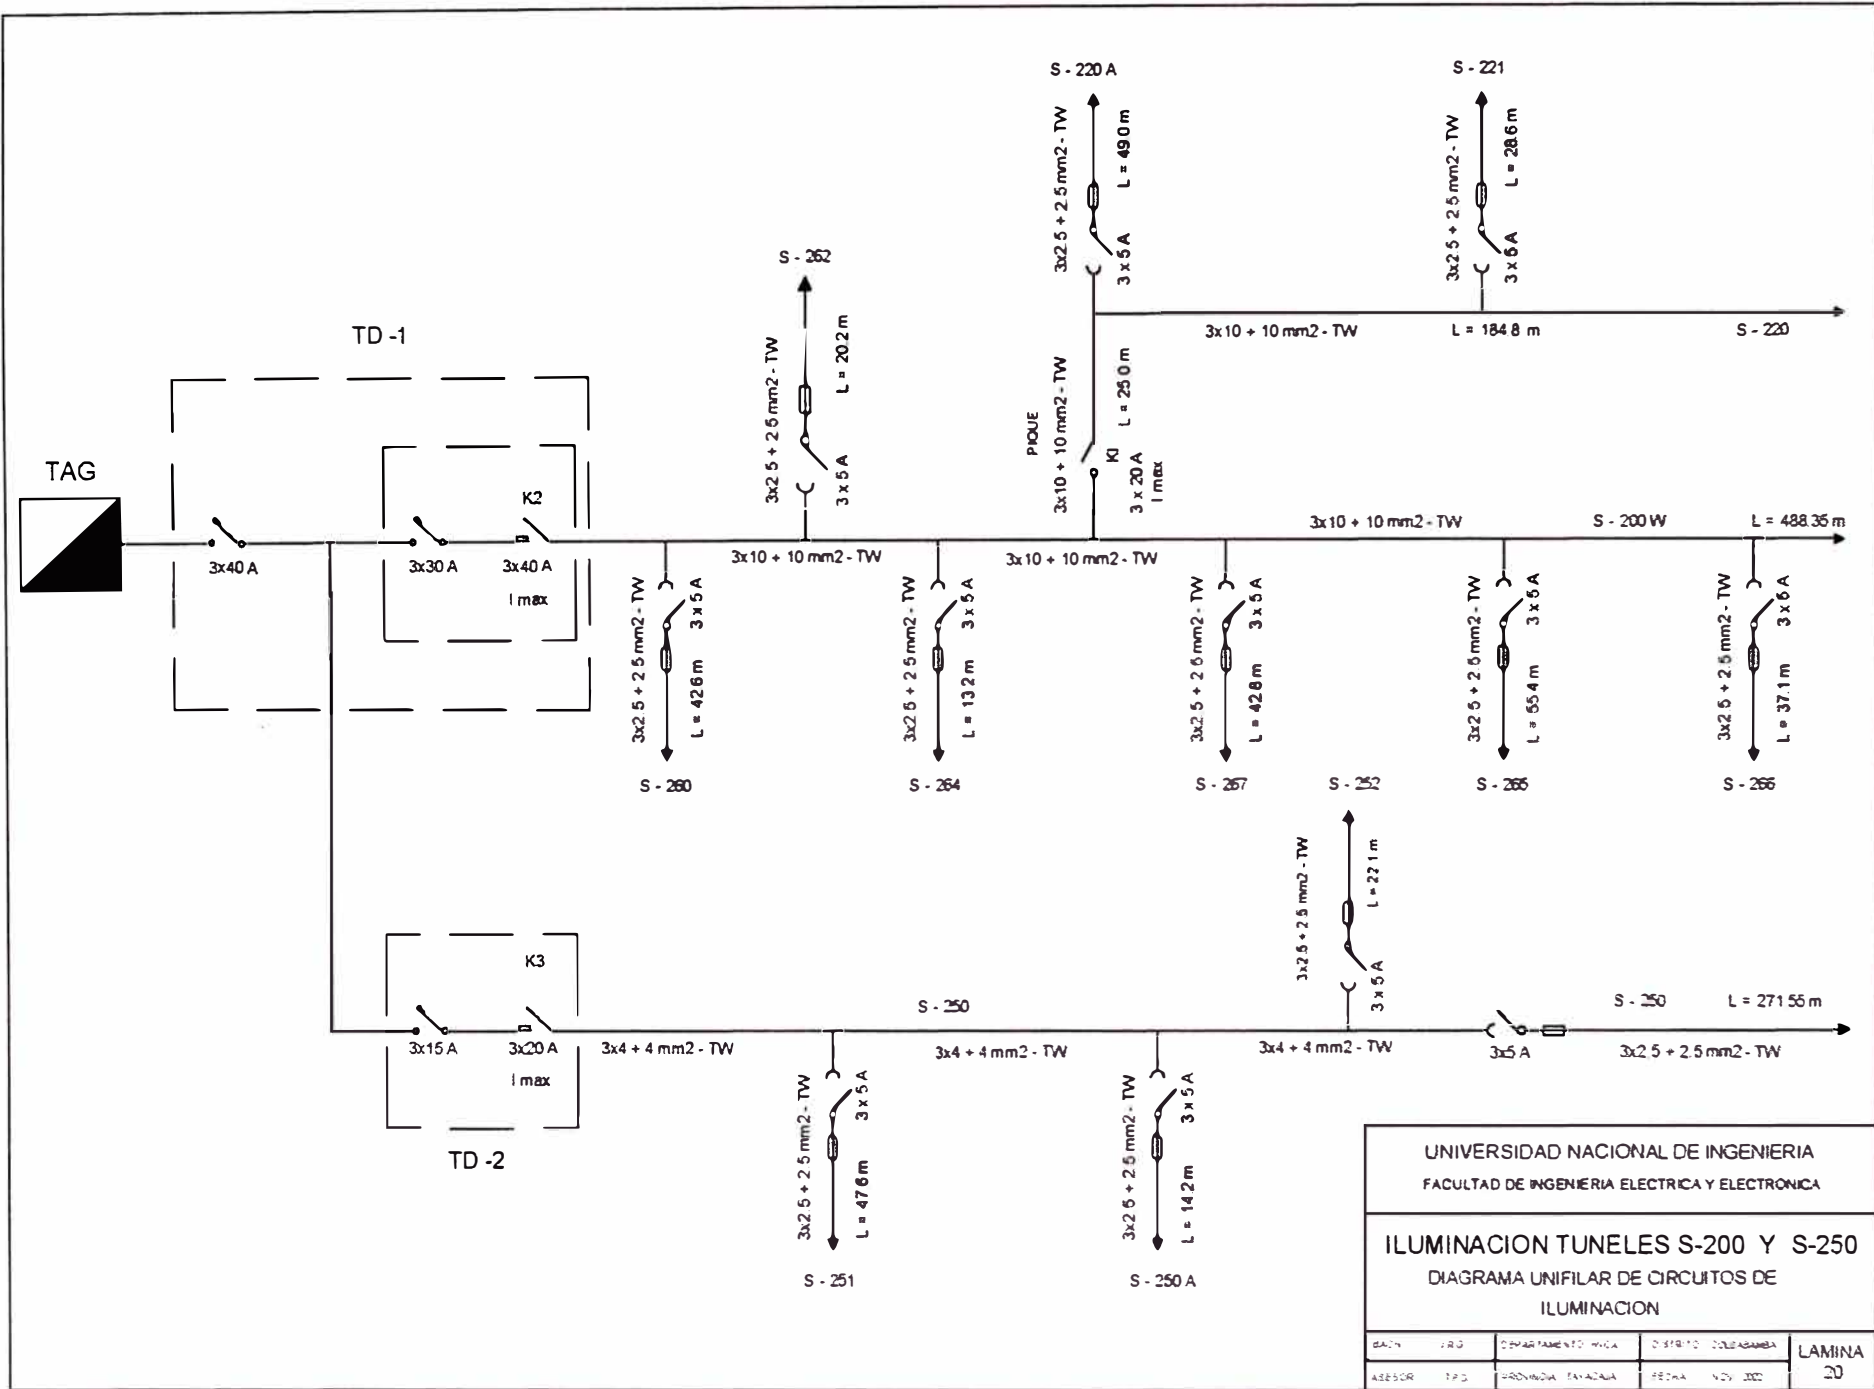 S - 220 A
S - 221
3x2.5 + 2.5 mm2 - TW
L = 49.0 m
3 x 5 A
3x2.5 + 2.5 mm2 - TW
L = 28.6 m
3 x 5 A
S - 262
3x2.5 + 2.5 mm2 - TW
L = 20.2 m
3 x 5 A
3x10 + 10 mm2 - TW
L = 184.8 m
S - 220
TD -1
PIQUE
3x10 + 10 mm2 - TW
L = 25.0 m
K1
3 x 20 A
I max
TAG
K2
3x40 A
3x30 A
3x40 A
I max
3x10 + 10 mm2 - TW
3x10 + 10 mm2 - TW
3x10 + 10 mm2 - TW
S - 200 W
L = 488.35 m
3x2.5 + 2.5 mm2 - TW
3 x 5 A
L = 42.6 m
S - 260
3x2.5 + 2.5 mm2 - TW
3 x 5 A
L = 13.2 m
S - 264
3x2.5 + 2.5 mm2 - TW
3 x 5 A
L = 42.8 m
S - 267
3x2.5 + 2.5 mm2 - TW
3 x 5 A
L = 55.4 m
S - 265
3x2.5 + 2.5 mm2 - TW
3 x 5 A
L = 37.1 m
S - 266
S - 252
3x2.5 + 2.5 mm2 - TW
L = 22.1 m
3 x 5 A
K3
3x15 A
3x20 A
I max
TD -2
3x4 + 4 mm2 - TW
S - 250
3x4 + 4 mm2 - TW
3x4 + 4 mm2 - TW
3x5 A
S - 250
L = 271.55 m
3x2.5 + 2.5 mm2 - TW
3x2.5 + 2.5 mm2 - TW
3 x 5 A
L = 47.6 m
S - 251
3x2.5 + 2.5 mm2 - TW
3 x 5 A
L = 14.2 m
S - 250 A
UNIVERSIDAD NACIONAL DE INGENIERIA
FACULTAD DE INGENIERIA ELECTRICA Y ELECTRONICA
ILUMINACION TUNELES S-200 Y S-250
DIAGRAMA UNIFILAR DE CIRCUITOS DE
ILUMINACION
BACH J.R.G. DEPARTAMENTO HVCA. DISTRITO COLCABAMBA
ASESOR PROVINCIA TAYACAJA FECHA NOV.
LAMINA
20